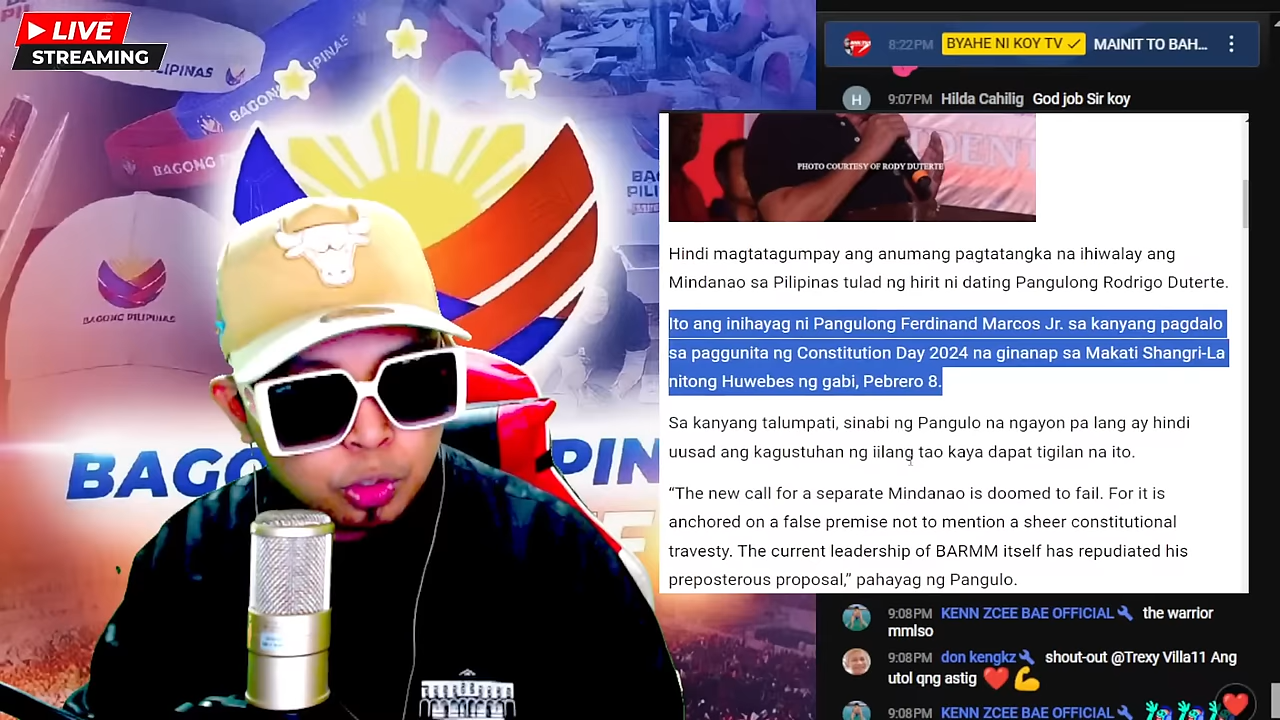 LIVE
STREAMING
PILIPINAS
BAGONG PILIPINAS
BAGONG
BAGONG PILIPINAS
8:22PM BYAHE NI KOY TV MAINIT TO BAH...
H 9:07PM Hilda Cahilig God job Sir koy
PHOTO COURTESY OF RODY DUTERTE
Hindi magtatagumpay ang anumang pagtatangka na ihiwalay ang
Mindanao sa Pilipinas tulad ng hirit ni dating Pangulong Rodrigo Duterte.
Ito ang inihayag ni Pangulong Ferdinand Marcos Jr. sa kanyang pagdalo
sa paggunita ng Constitution Day 2024 na ginanap sa Makati Shangri-La
nitong Huwebes ng gabi, Pebrero 8.
Sa kanyang talumpati, sinabi ng Pangulo na ngayon pa lang ay hindi
uusad ang kagustuhan ng iilang tao kaya dapat tigilan na ito.
“The new call for a separate Mindanao is doomed to fail. For it is
anchored on a false premise not to mention a sheer constitutional
travesty. The current leadership of BARMM itself has repudiated his
preposterous proposal,” pahayag ng Pangulo.
9:08PM KENN ZCEE BAE OFFICIAL the warrior
mmlso
9:08PM don kengkz shout-out @Trexy Villa11 Ang
utol qng astig
9:08PM KENN ZCEE BAE OFFICIAL